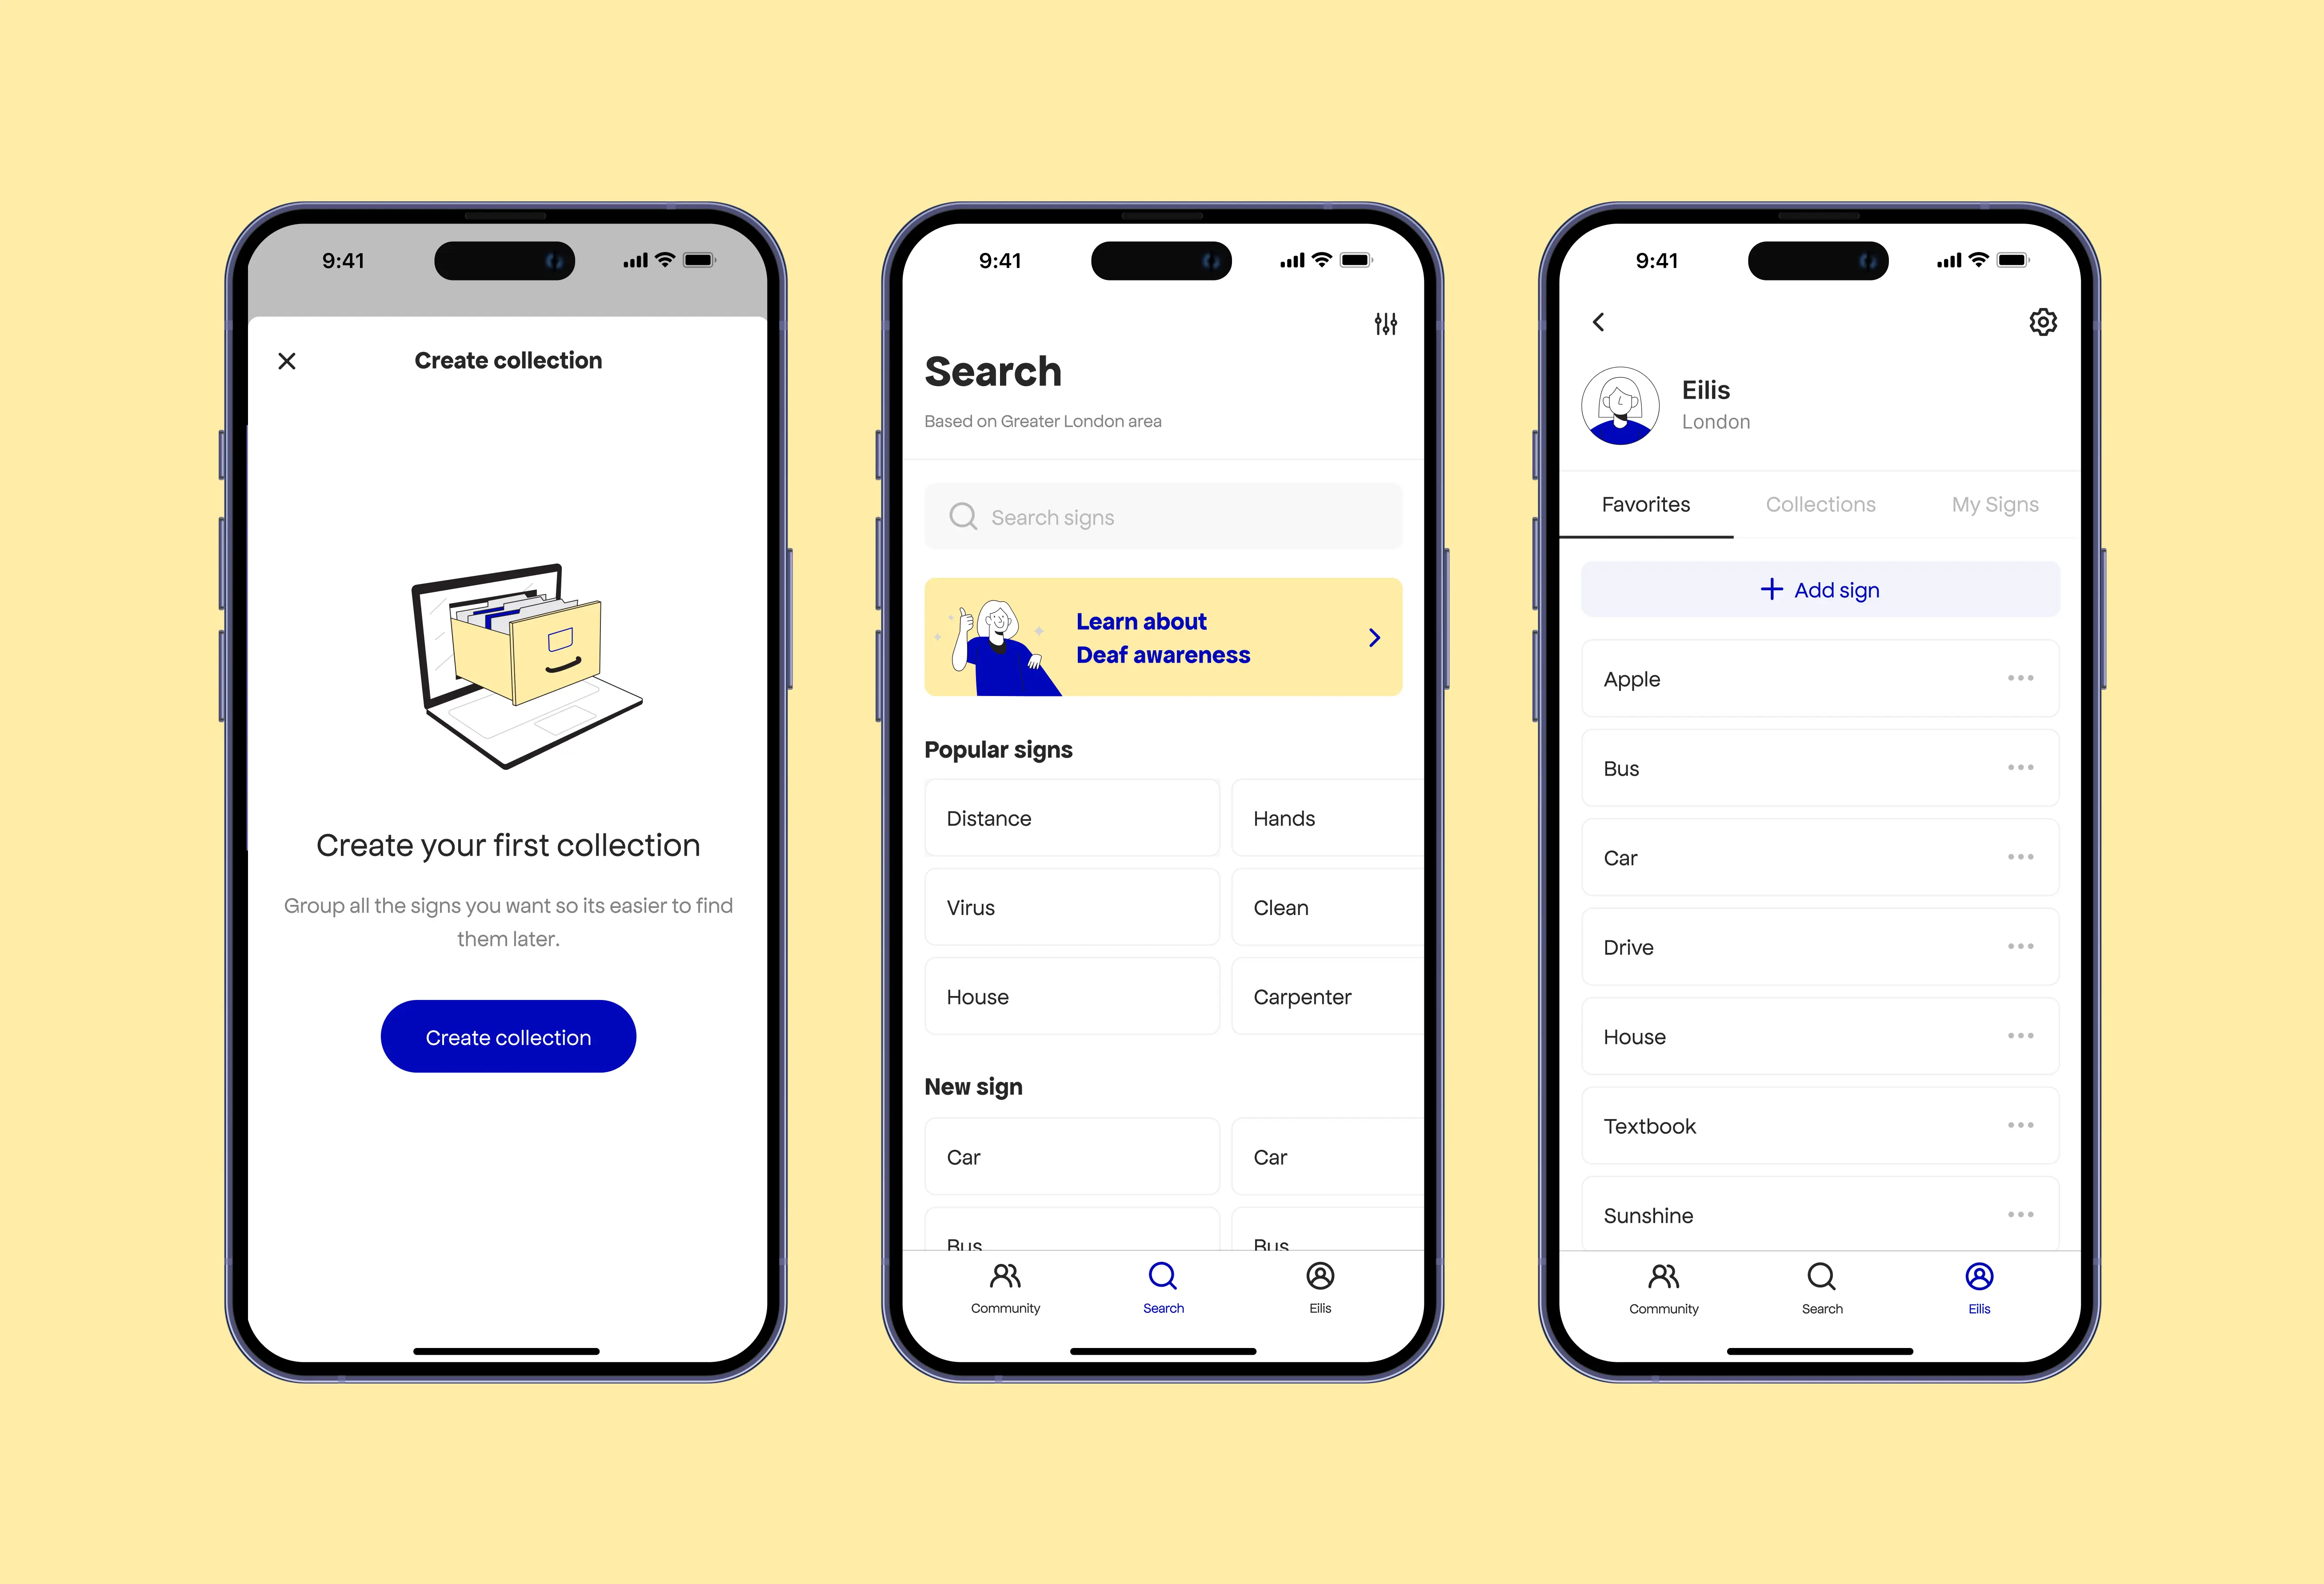 9:41
Create collection
Create your first collection
Group all the signs you want so its easier to find
them later.
Create collection
9:41
Search
Based on Greater London area
Search signs
Learn about
Deaf awareness
Popular signs
Distance
Hands
Virus
Clean
House
Carpenter
New sign
Car
Car
Bus
Bus
Community
Search
Eilis
9:41
Eilis
London
Favorites
Collections
My Signs
Add sign
Apple
Bus
Car
Drive
House
Textbook
Sunshine
Community
Search
Eilis